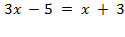 3x − 5 = x + 3